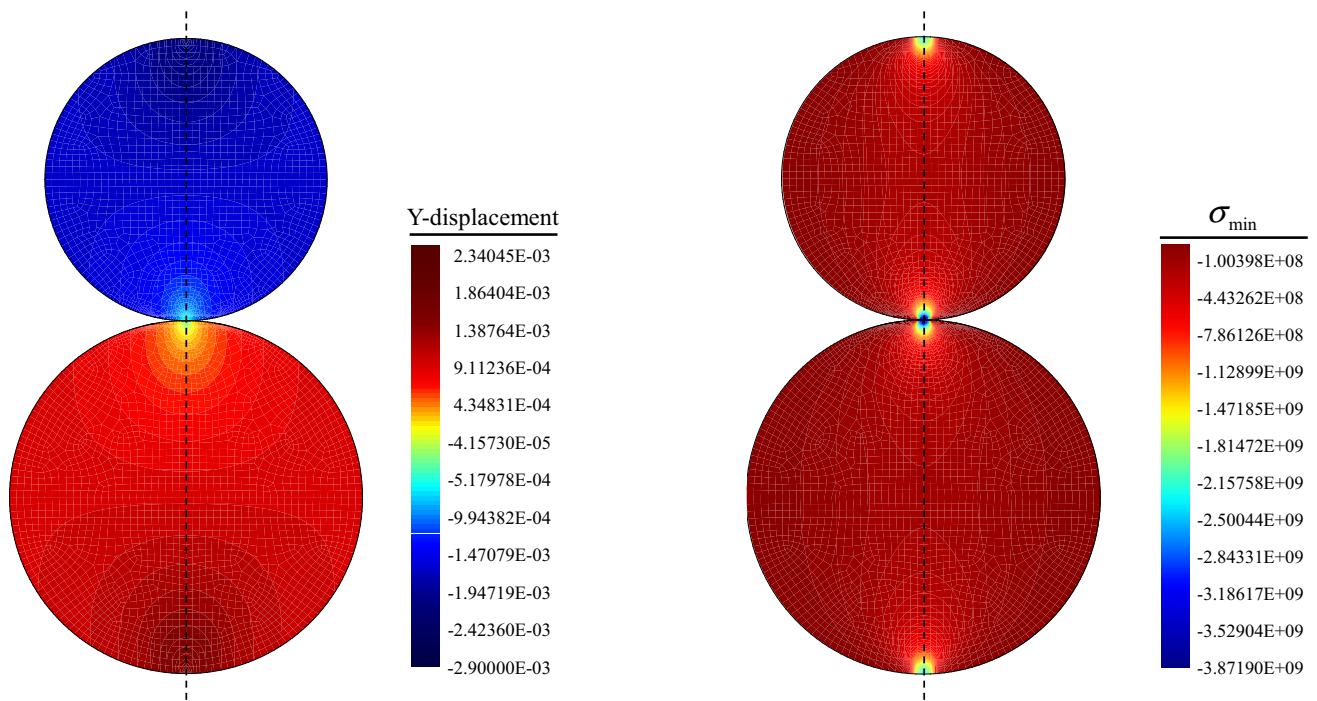 Y-displacement
2.34045E-03
1.86404E-03
1.38764E-03
9.11236E-04
4.34831E-04
-4.15730E-05
-5.17978E-04
-9.94382E-04
-1.47079E-03
-1.94719E-03
-2.42360E-03
-2.90000E-03
σmin
-1.00398E+08
-4.43262E+08
-7.86126E+08
-1.12899E+09
-1.47185E+09
-1.81472E+09
-2.15758E+09
-2.50044E+09
-2.84331E+09
-3.18617E+09
-3.52904E+09
-3.87190E+09